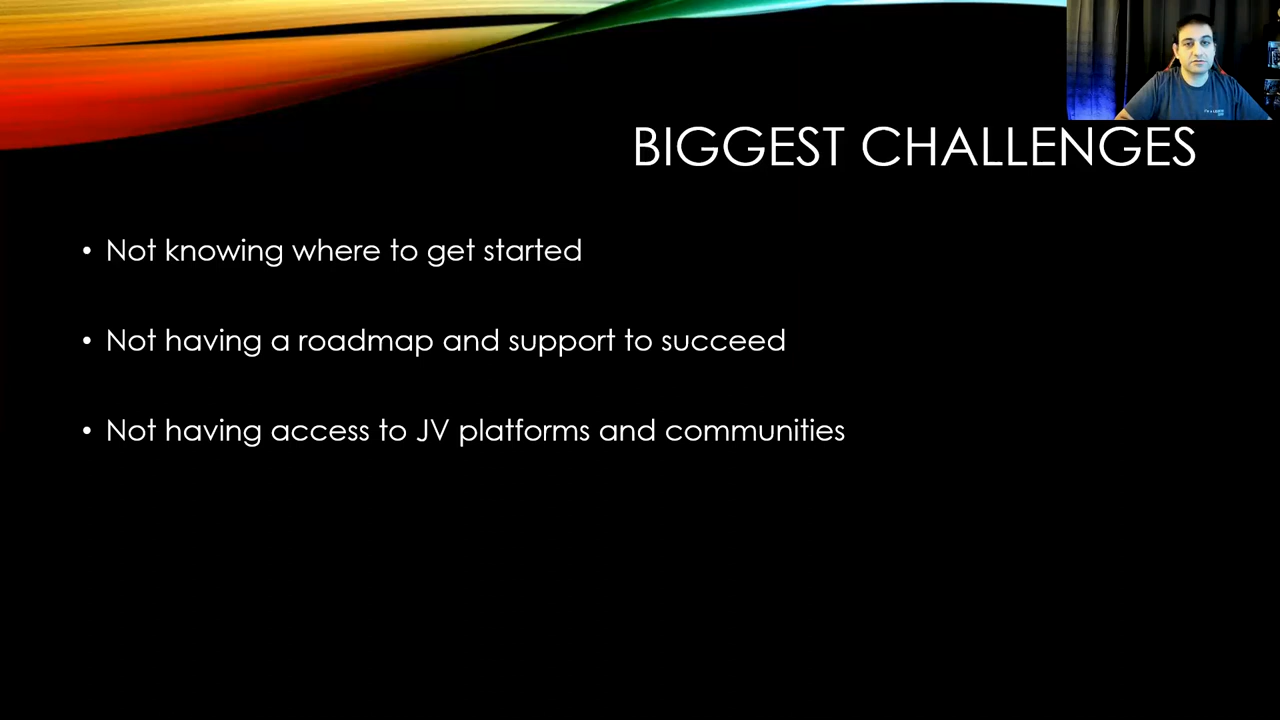 BIGGEST CHALLENGES
• Not knowing where to get started
• Not having a roadmap and support to succeed
• Not having access to JV platforms and communities